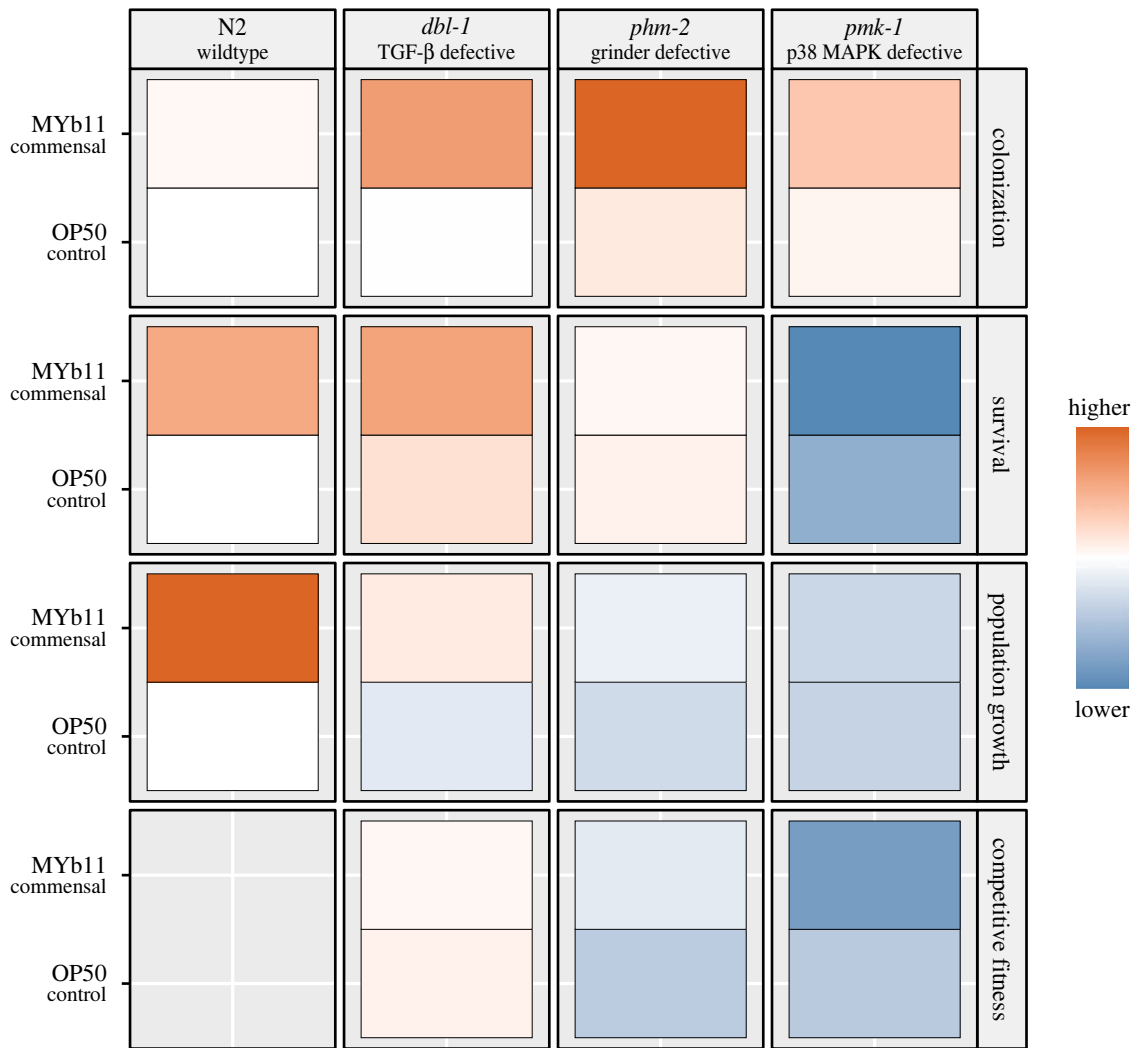 N2
wildtype
dbl-1
TGF-β defective
phm-2
grinder defective
pmk-1
p38 MAPK defective
MYb11
commensal
OP50
control
colonization
MYb11
commensal
OP50
control
survival
higher
lower
MYb11
commensal
OP50
control
population growth
MYb11
commensal
OP50
control
competitive fitness